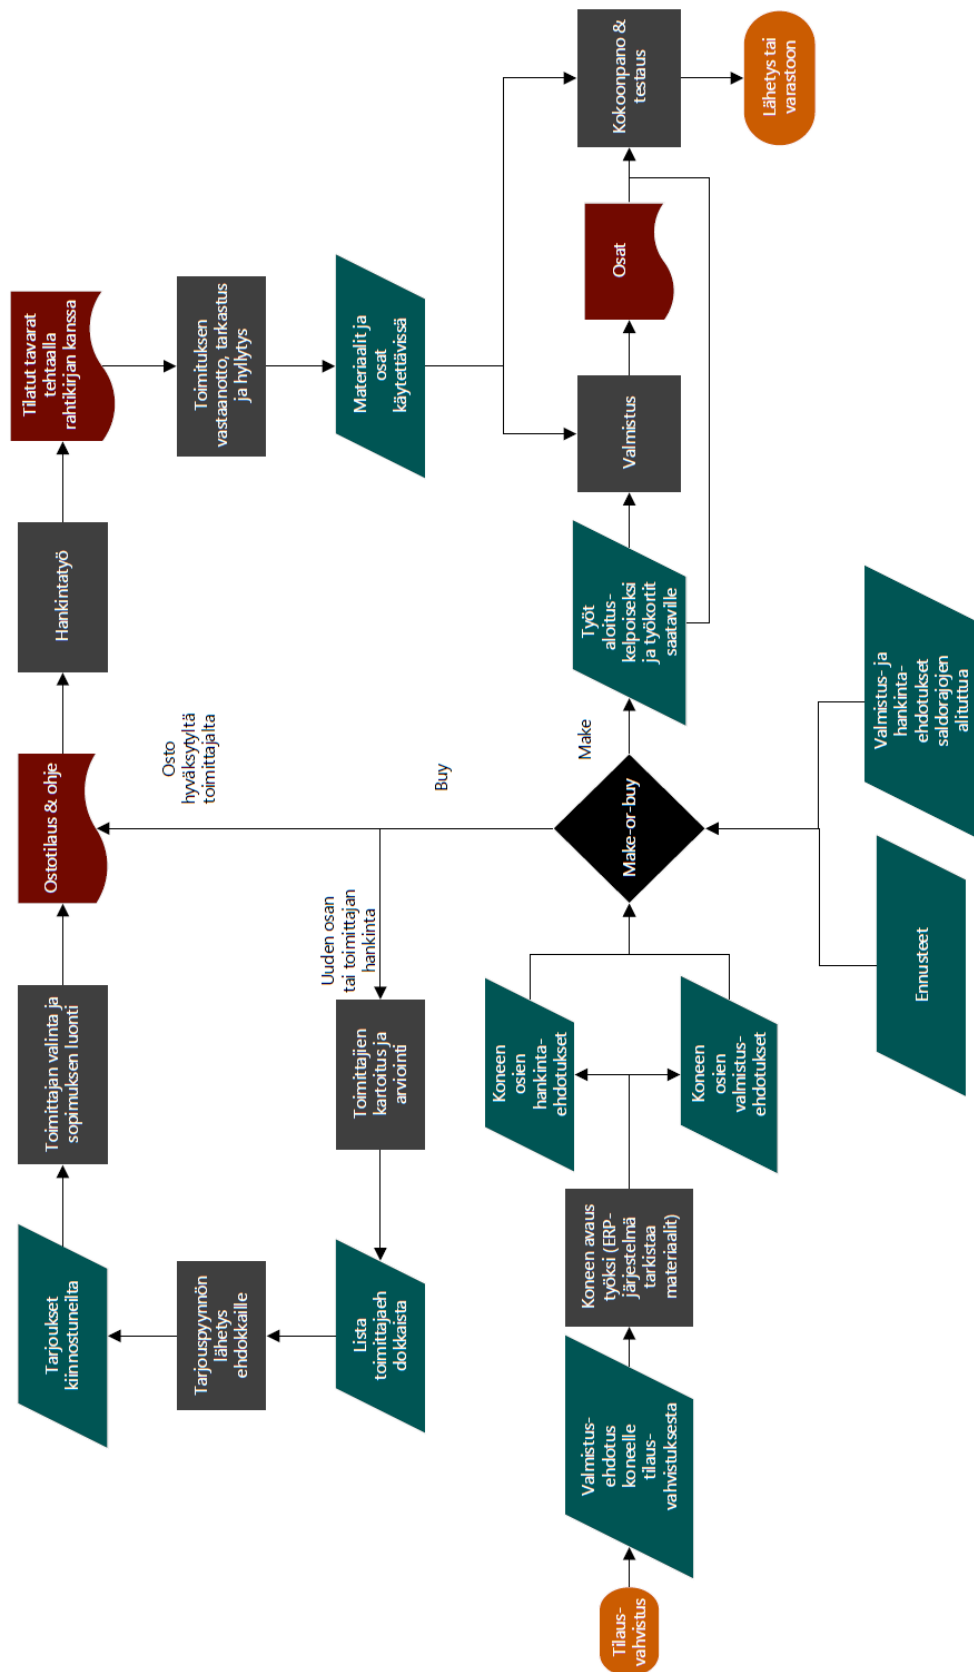 Tarjoukset
kiinnostuneilta
Toimittajan valinta ja
sopimuksen luonti
Ostotilaus & ohje
Hankintatyö
Tilatut tavarat
tehtaalla
rahtikirjan kanssa
Tarjouspyynnön
lähetys
ehdokkaille
Osto
hyväksytyltä
toimittajalta
Toimituksen
vastaanotto, tarkastus
ja hyllytys
Lista
toimittajaeh
dokkaista
Toimittajien
kartoitus ja
arviointi
Uuden osan
tai toimittajan
hankinta
Buy
Materiaalit ja
osat
käytettävissä
Tilaus-
vahvistus
Valmistus-
ehdotus
koneelle
tilaus-
vahvistuksesta
Koneen avaus
työksi (ERP-
järjestelmä
tarkistaa
materiaalit)
Koneen
osien
hankinta-
ehdotukset
Koneen
osien
valmistus-
ehdotukset
Make-or-buy
Make
Työt
aloitus-
kelpoiseksi
ja työkortit
saataville
Valmistus
Osat
Kokoonpano &
testaus
Lähetys tai
varastoon
Ennusteet
Valmistus- ja
hankinta-
ehdotukset
saldorajojen
alituttua